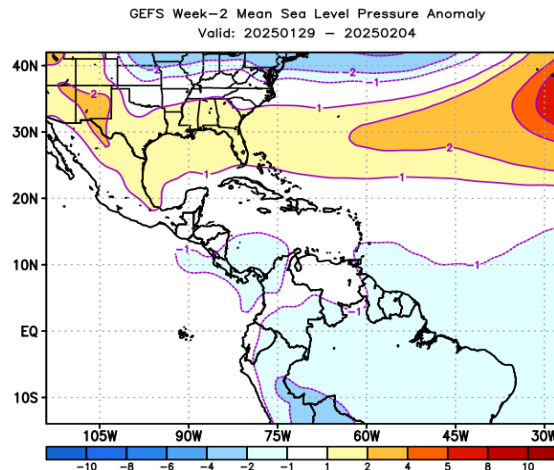 GEFS Week-2 Mean Sea Level Pressure Anomaly
Valid: 20250129 - 20250204
40N
30N
20N
10N
EQ
10S
-2
-2
-1
2
1
2
1
1
-1
-1
-1
105W 90W 75W 60W 45W 30W
-10 -8 -6 -4 -2 -1 1 2 4 5 8 10